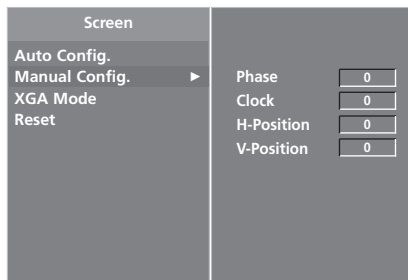 Screen
Auto Config.
Manual Config. ►
XGA Mode
Reset
Phase 0
Clock 0
H-Position 0
V-Position 0